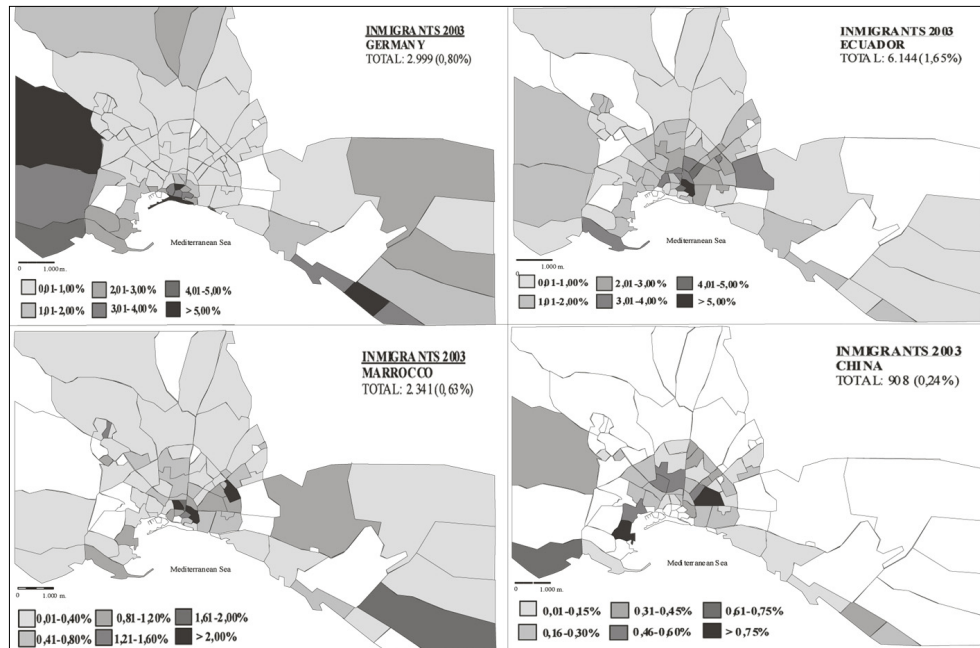 INMIGRANTS 2003
GERMANY
TOTAL: 2.999 (0,80%)
Mediterranean Sea
0 1.000 m.
0,01-1,00% 2,01-3,00% 4,01-5,00%
1,01-2,00% 3,01-4,00% > 5,00%
INMIGRANTS 2003
ECUADOR
TOTAL: 6.144 (1,65%)
Mediterranean Sea
0 1.000 m.
0,01-1,00% 2,01-3,00% 4,01-5,00%
1,01-2,00% 3,01-4,00% > 5,00%
INMIGRANTS 2003
MARROCCO
TOTAL: 2.341 (0,63%)
Mediterranean Sea
0 1.000 m.
0,01-0,40% 0,81-1,20% 1,61-2,00%
0,41-0,80% 1,21-1,60% > 2,00%
INMIGRANTS 2003
CHINA
TOTAL: 908 (0,24%)
Mediterranean Sea
0 1.000 m.
0,01-0,15% 0,31-0,45% 0,61-0,75%
0,16-0,30% 0,46-0,60% > 0,75%